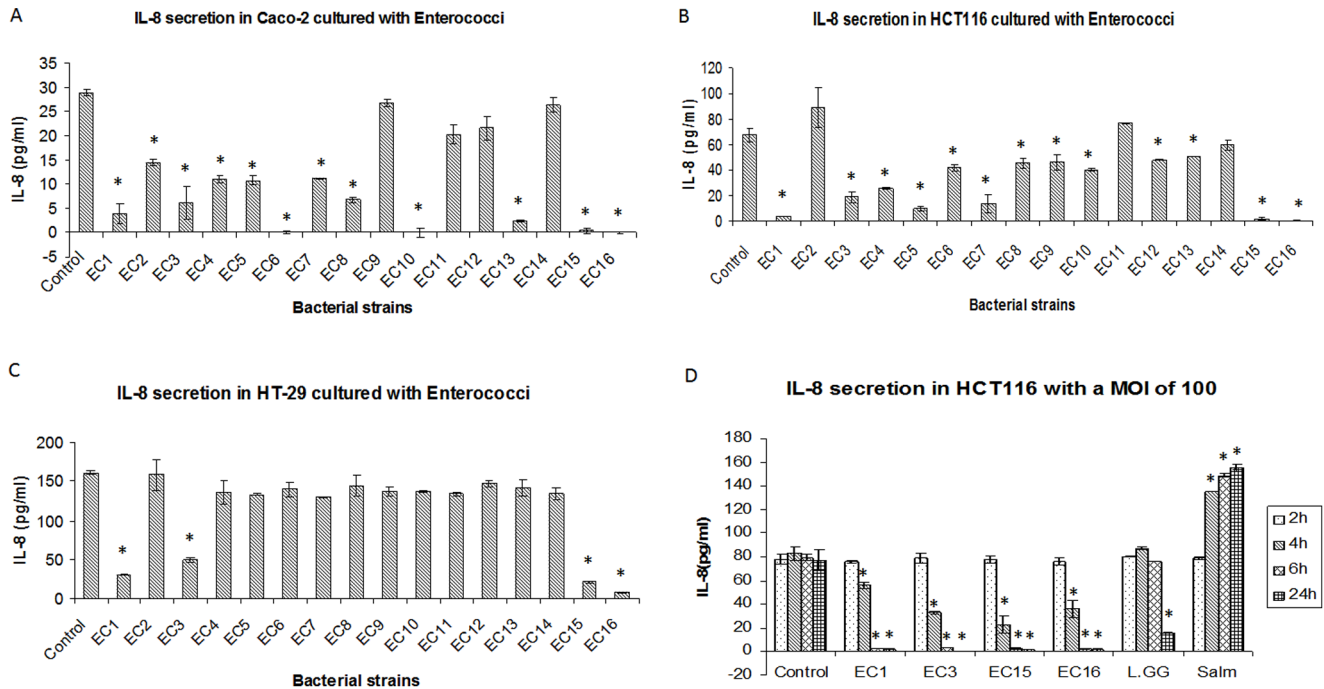 A
IL-8 secretion in Caco-2 cultured with Enterococci
IL-8 (pg/ml)
35
30
25
20
15
10
5
0
-5
* * * * * * * * * * * *
Control EC1 EC2 EC3 EC4 EC5 EC6 EC7 EC8 EC9 EC10 EC11 EC12 EC13 EC14 EC15 EC16
Bacterial strains
B
IL-8 secretion in HCT116 cultured with Enterococci
IL-8 (pg/ml)
120
100
80
60
40
20
0
* * * * * * * * * * * * *
Control EC1 EC2 EC3 EC4 EC5 EC6 EC7 EC8 EC9 EC10 EC11 EC12 EC13 EC14 EC15 EC16
Bacterial strains
C
IL-8 secretion in HT-29 cultured with Enterococci
IL-8 (pg/ml)
200
150
100
50
0
* * * *
Control EC1 EC2 EC3 EC4 EC5 EC6 EC7 EC8 EC9 EC10 EC11 EC12 EC13 EC14 EC15 EC16
Bacterial strains
D
IL-8 secretion in HCT116 with a MOI of 100
IL-8(pg/ml)
180
160
140
120
100
80
60
40
20
0
-20
* * * * * * * * * * * * * * * *
Control EC1 EC3 EC15 EC16 L.GG Salm
2h
4h
6h
24h